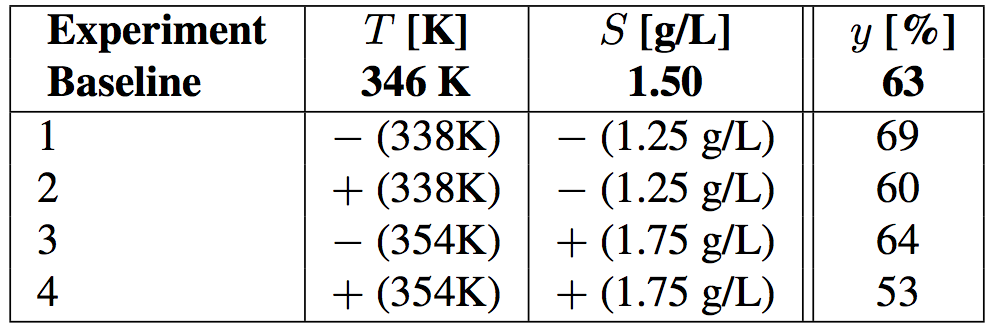 Experiment T [K] S [g/L] y [%]
Baseline 346 K 1.50 63
1 − (338K) − (1.25 g/L) 69
2 + (338K) − (1.25 g/L) 60
3 − (354K) + (1.75 g/L) 64
4 + (354K) + (1.75 g/L) 53